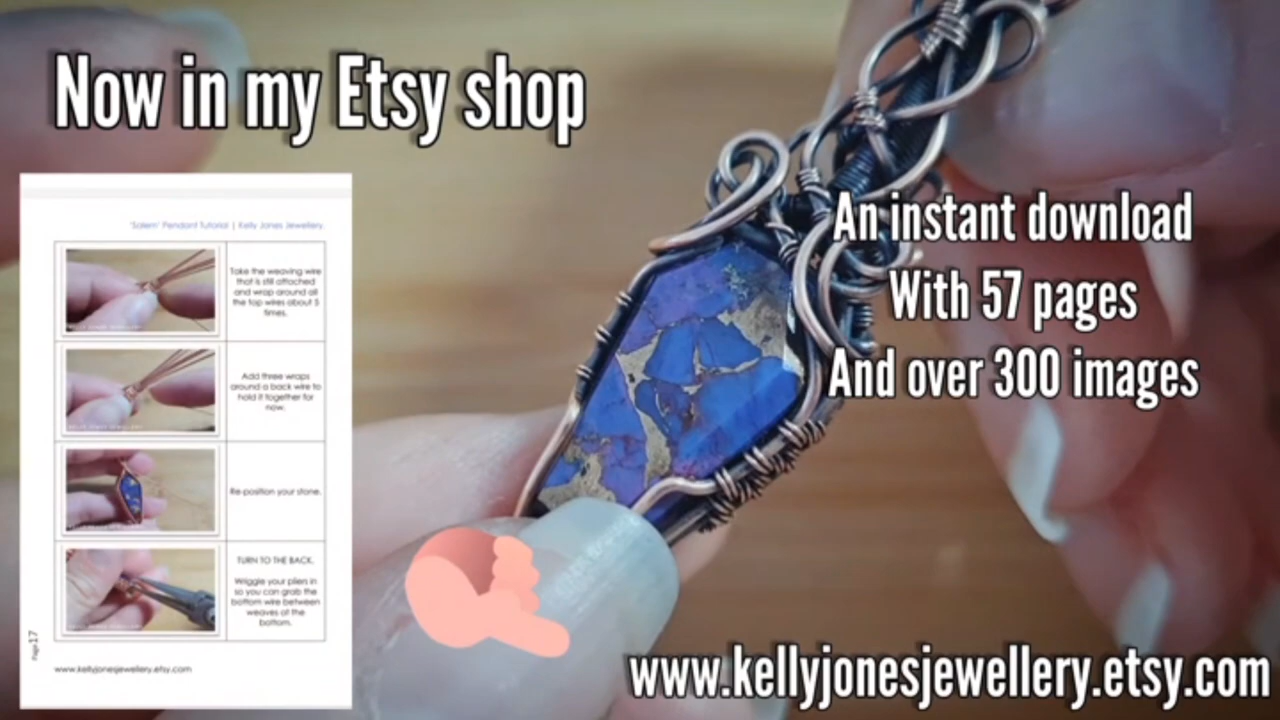 Now in my Etsy shop
'Salem' Pendant Tutorial | Kelly Jones Jewellery.
Take the weaving wire
that is still attached
and wrap around all
the top wires about 5
times.
Add three wraps
around a back wire to
hold it together for
now.
Re-position your stone.
TURN TO THE BACK.
Wriggle your pliers in
so you can grab the
bottom wire between
weaves at the
bottom.
Page 17
www.kellyjonesjewellery.etsy.com
An instant download
With 57 pages
And over 300 images
www.kellyjonesjewellery.etsy.com